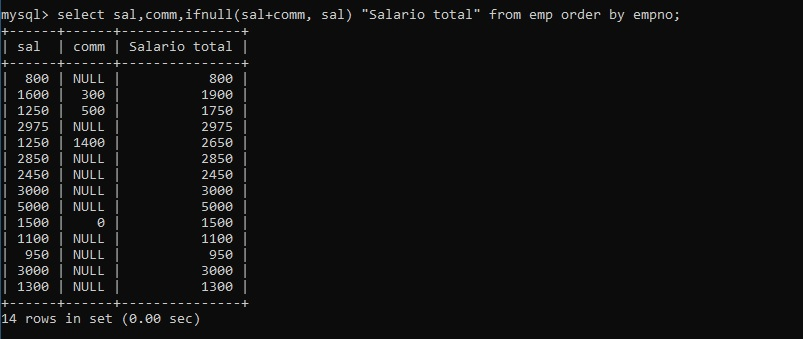 mysql> select sal,comm,ifnull(sal+comm, sal) "Salario total" from emp order by empno;
+------+------+---------------+
| sal  | comm | Salario total |
+------+------+---------------+
|  800 | NULL |           800 |
| 1600 |  300 |          1900 |
| 1250 |  500 |          1750 |
| 2975 | NULL |          2975 |
| 1250 | 1400 |          2650 |
| 2850 | NULL |          2850 |
| 2450 | NULL |          2450 |
| 3000 | NULL |          3000 |
| 5000 | NULL |          5000 |
| 1500 |    0 |          1500 |
| 1100 | NULL |          1100 |
|  950 | NULL |           950 |
| 3000 | NULL |          3000 |
| 1300 | NULL |          1300 |
+------+------+---------------+
14 rows in set (0.00 sec)